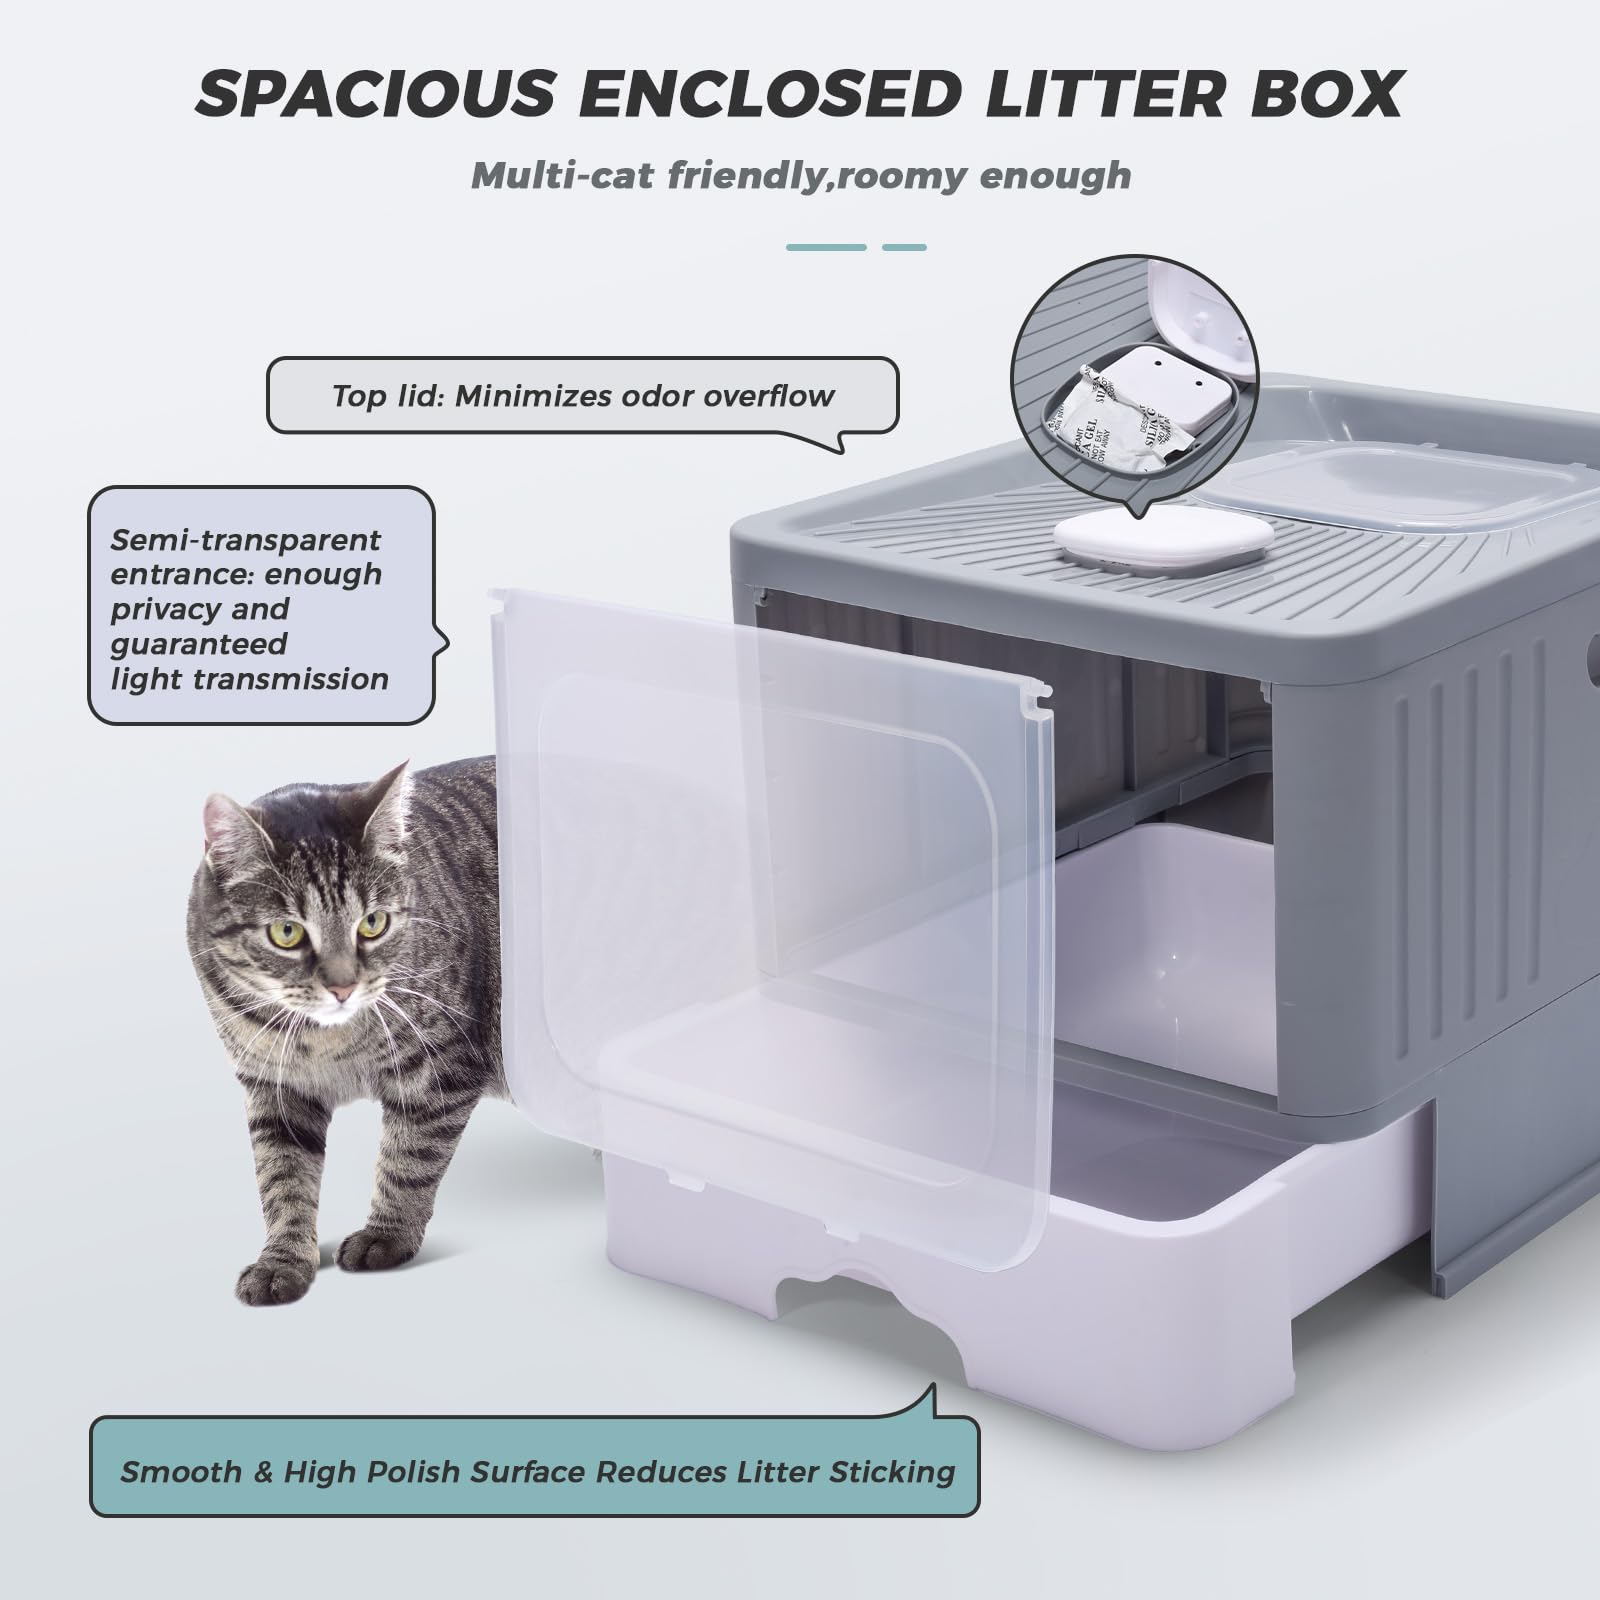 SPACIOUS ENCLOSED LITTER BOX
Multi-cat friendly,roomy enough
Top lid: Minimizes odor overflow
Semi-transparent
entrance: enough
privacy and
guaranteed
light transmission
Smooth & High Polish Surface Reduces Litter Sticking